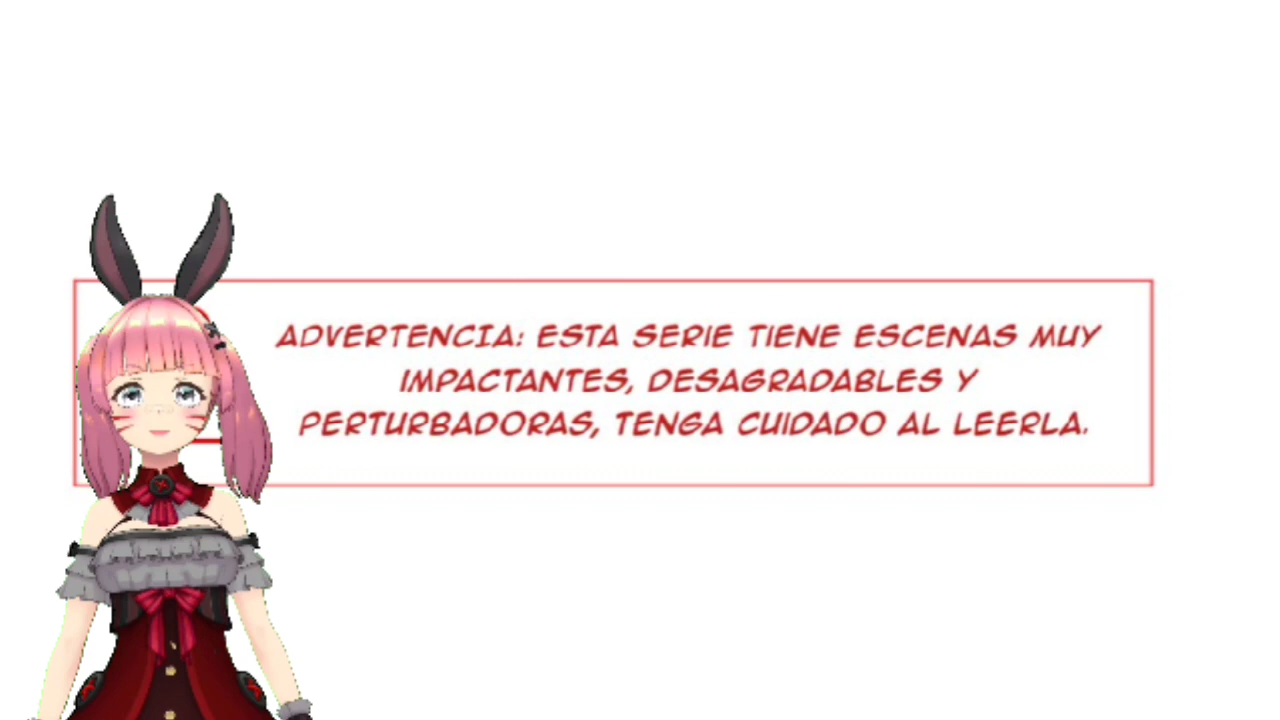 ADVERTENCIA: ESTA SERIE TIENE ESCENAS MUY
IMPACTANTES, DESAGRADABLES Y
PERTURBADORAS, TENGA CUIDADO AL LEERLA.